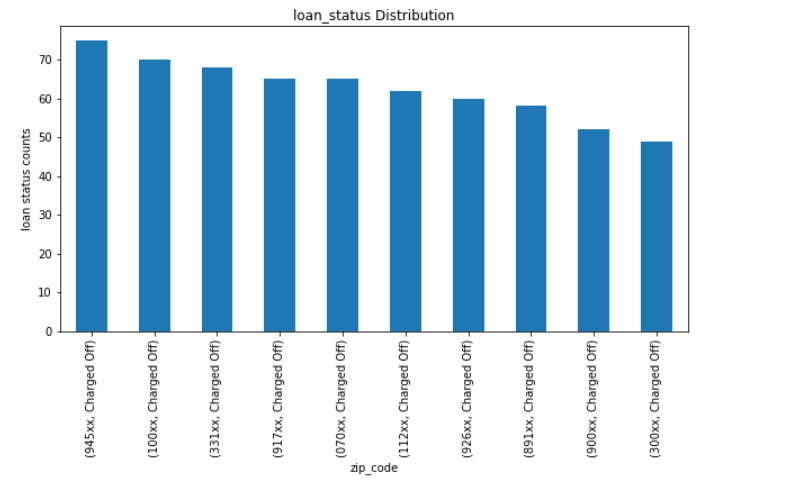 loan_status Distribution
loan status counts
70
60
50
40
30
20
10
0
(945xx, Charged Off)
(100xx, Charged Off)
(331xx, Charged Off)
(917xx, Charged Off)
(070xx, Charged Off)
(112xx, Charged Off)
(926xx, Charged Off)
(891xx, Charged Off)
(900xx, Charged Off)
(300xx, Charged Off)
zip_code